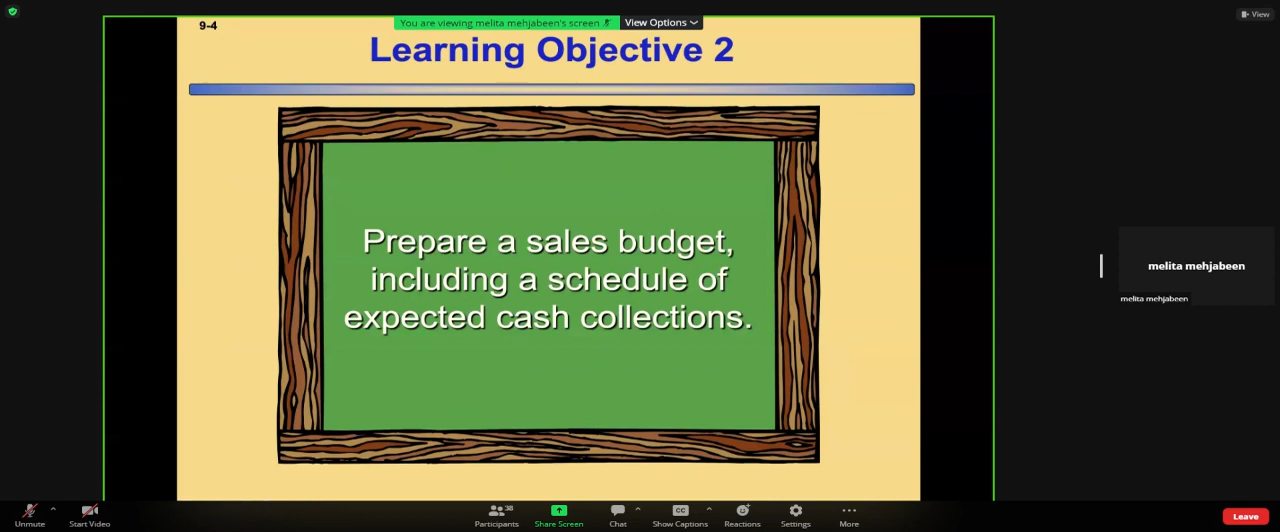 You are viewing melita mehjabeen's screen
View Options
View
9-4
Learning Objective 2
Prepare a sales budget,
including a schedule of
expected cash collections.
melita mehjabeen
melita mehjabeen
Unmute
Start Video
38
Participants
Share Screen
Chat
CC
Show Captions
Reactions
Settings
More
Leave